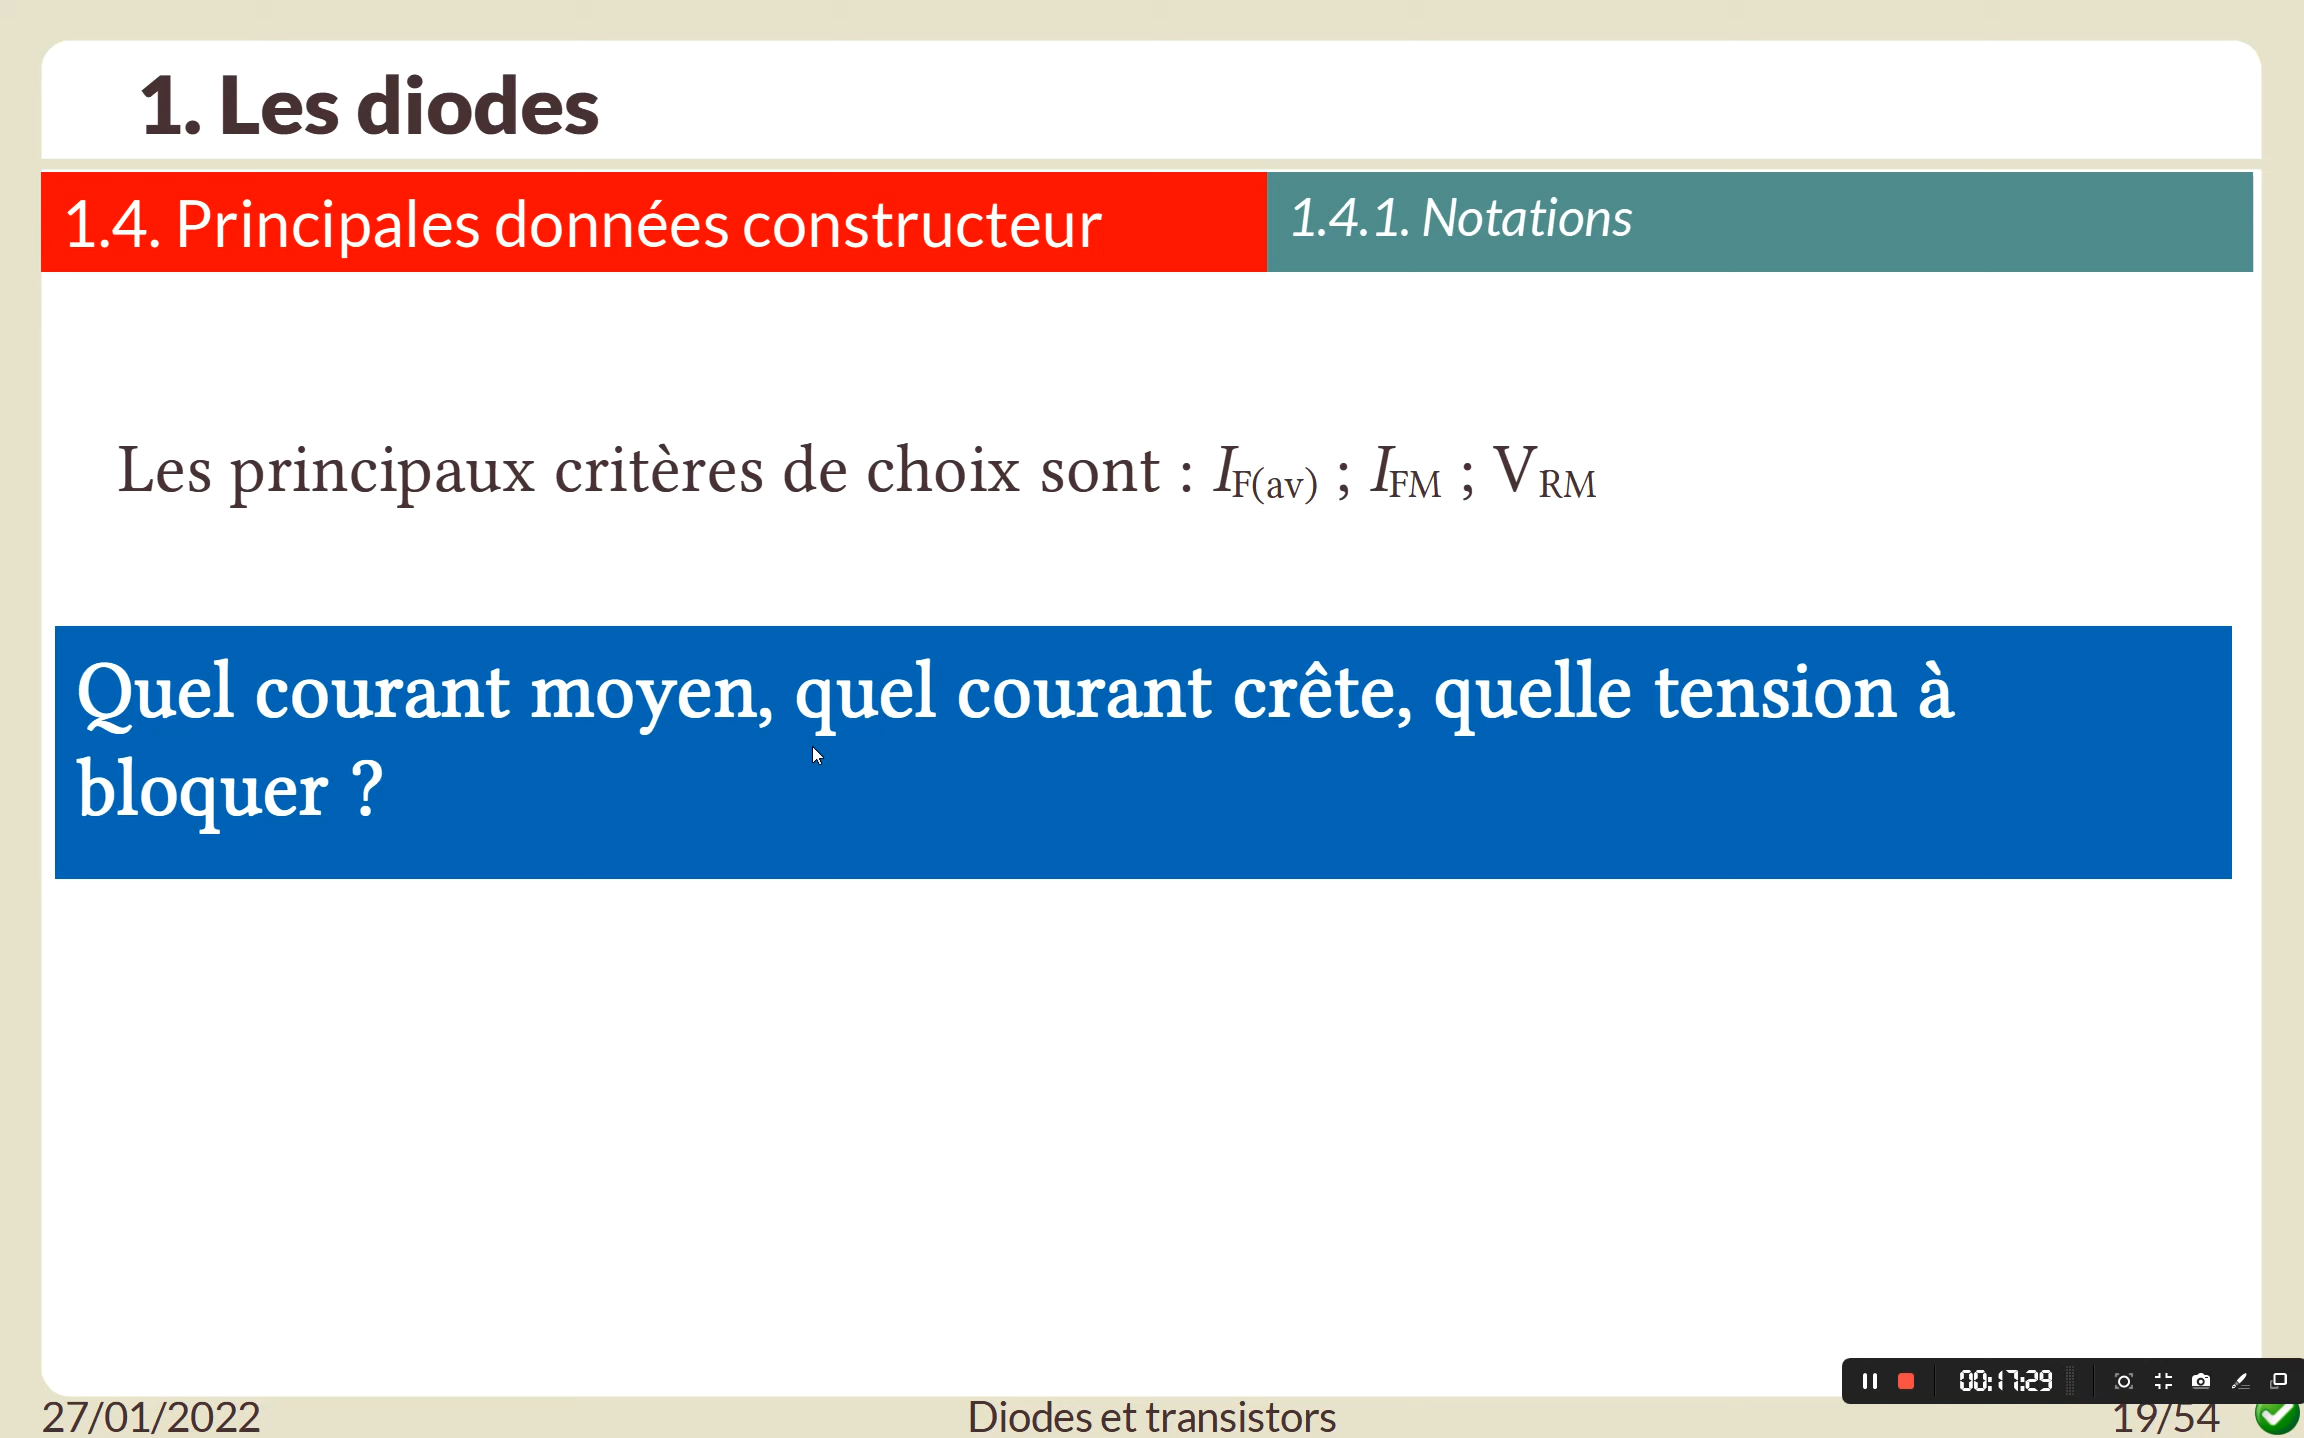 1. Les diodes
1.4. Principales données constructeur
1.4.1. Notations
Les principaux critères de choix sont : IF(av) ; IFM ; VRM
Quel courant moyen, quel courant crête, quelle tension à
bloquer ?
00:17:29
27/01/2022
Diodes et transistors
19/54